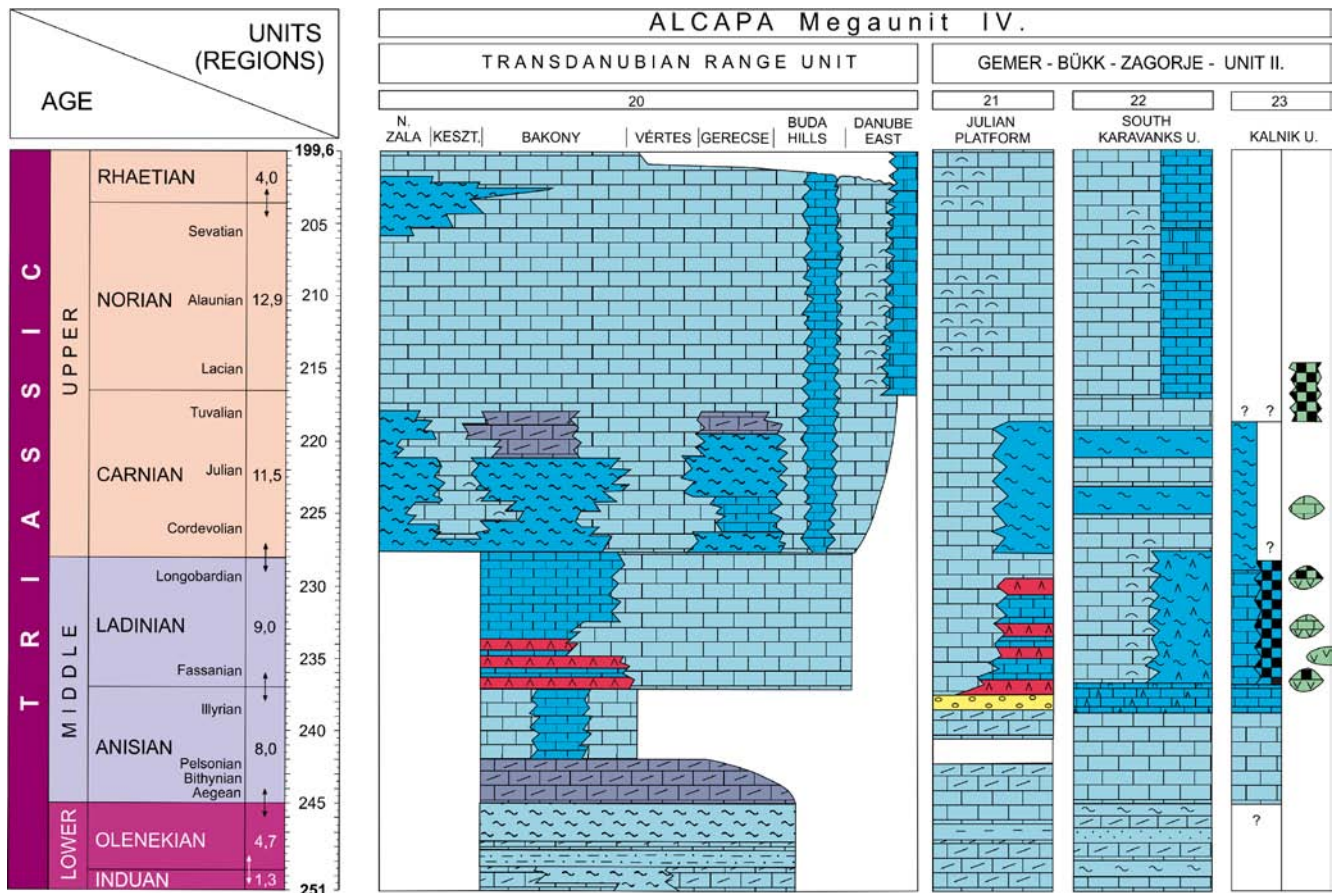 UNITS
(REGIONS)
AGE
ALCAPA Megaunit IV.
TRANSDANUBIAN RANGE UNIT
GEMER - BÜKK - ZAGORJE - UNIT II.
20
21
22
23
N.
ZALA
KESZT.
BAKONY
VÉRTES
GERECSE
BUDA
HILLS
DANUBE
EAST
JULIAN
PLATFORM
SOUTH
KARAVANKS U.
KALNIK U.
TRIASSIC
UPPER
RHAETIAN 4,0
Sevatian
NORIAN Alaunian 12,9
Lacian
Tuvalian
CARNIAN Julian 11,5
Cordevolian
MIDDLE
Longobardian
LADINIAN 9,0
Fassanian
Illyrian
ANISIAN 8,0
Pelsonian
Bithynian
Aegean
LOWER
OLENEKIAN 4,7
INDUAN 1,3
199,6
205
210
215
220
225
230
235
240
245
251
? ?
?
?